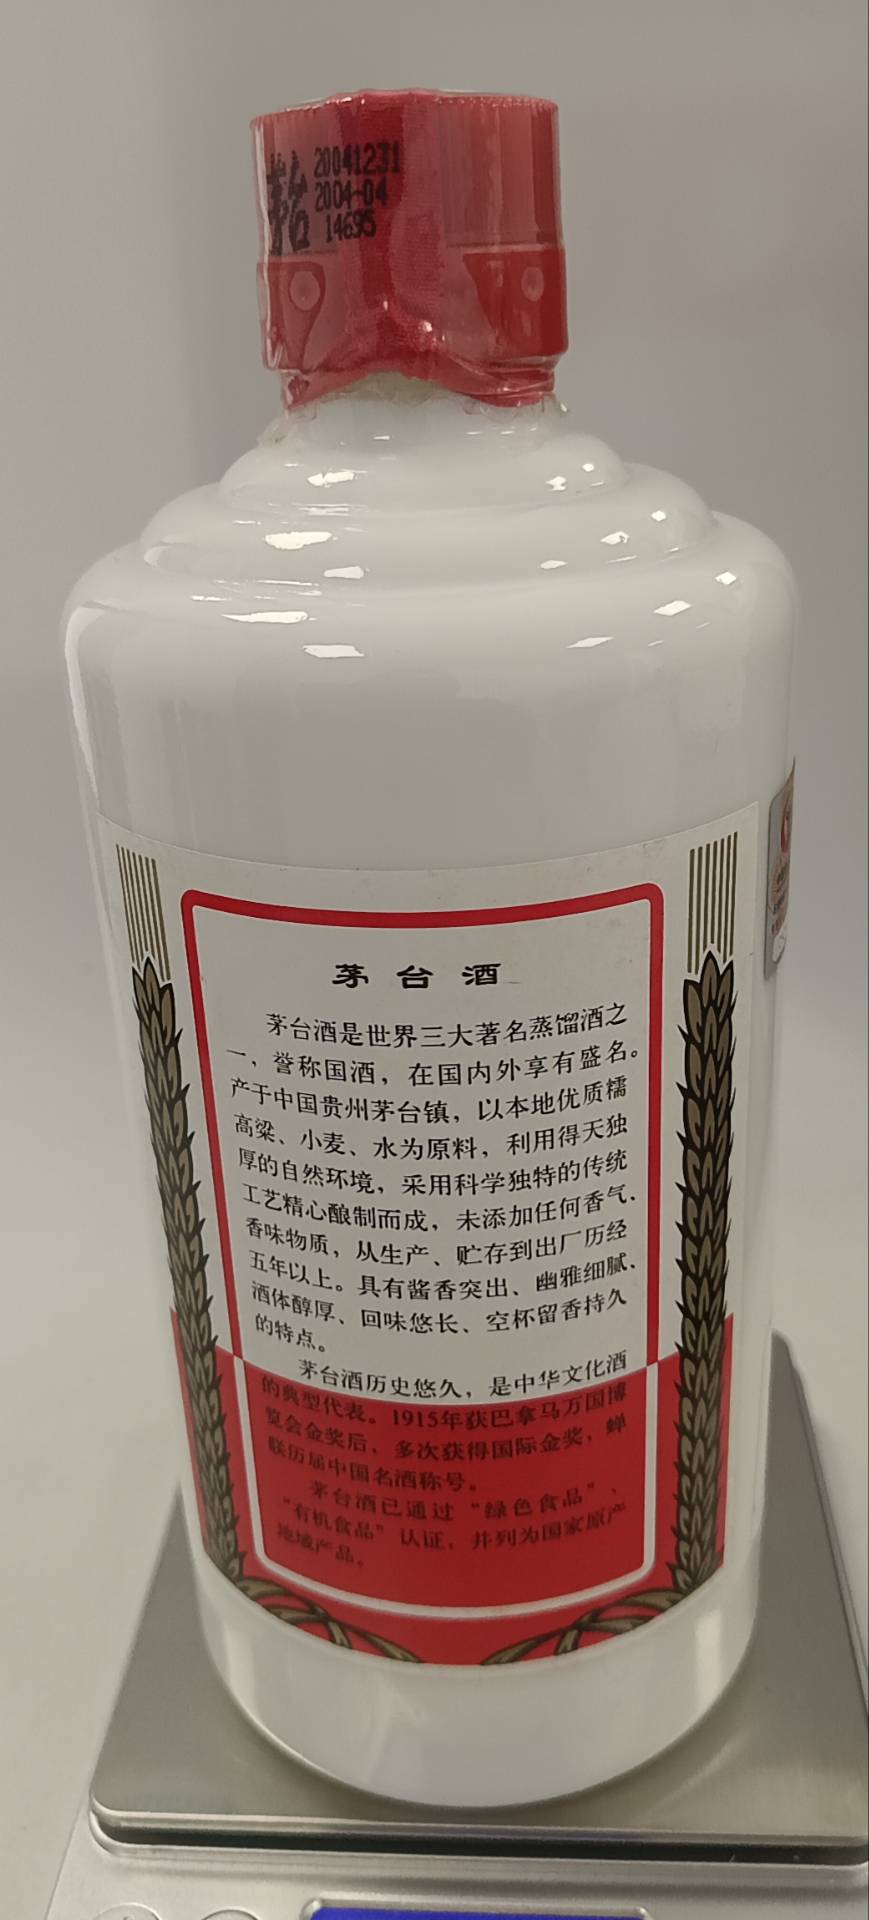 茅台
20041231
2004-04
14695
茅台酒
茅台酒是世界三大著名蒸馏酒之
一，誉称国酒，在国内外享有盛名。
产于中国贵州茅台镇，以本地优质糯
高粱、小麦、水为原料，利用得天独
厚的自然环境，采用科学独特的传统
工艺精心酿制而成，未添加任何香气、
香味物质，从生产、贮存到出厂历经
五年以上。具有酱香突出、幽雅细腻、
酒体醇厚、回味悠长、空杯留香持久
的特点。
茅台酒历史悠久，是中华文化酒
的典型代表。1915年获巴拿马万国博
览会金奖后，多次获得国际金奖，蝉
联历届中国名酒称号。
茅台酒已通过“绿色食品”、
“有机食品”认证，并列为国家原产
地域产品。